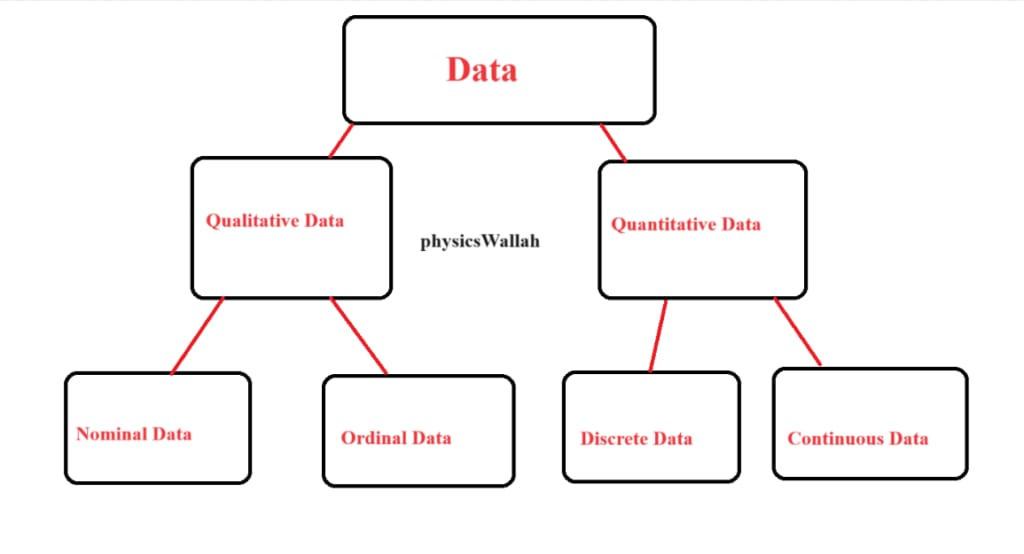 Data
Qualitative Data
physicsWallah
Quantitative Data
Nominal Data
Ordinal Data
Discrete Data
Continuous Data